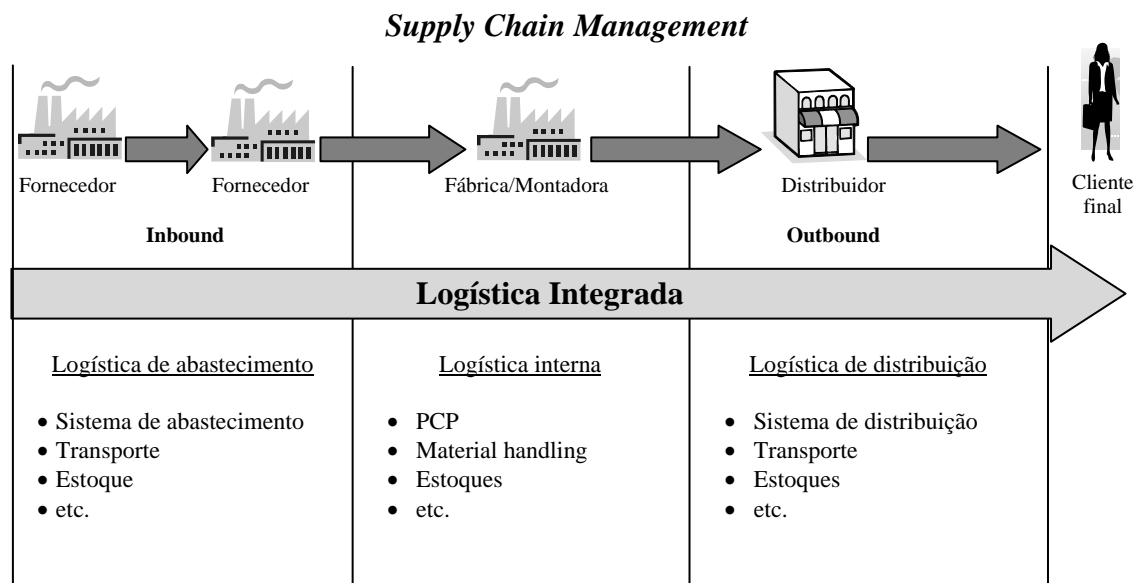 Supply Chain Management
Fornecedor
Fornecedor
Fábrica/Montadora
Distribuidor
Cliente
final
Inbound
Outbound
Logística Integrada
Logística de abastecimento
• Sistema de abastecimento
• Transporte
• Estoque
• etc.
Logística interna
• PCP
• Material handling
• Estoques
• etc.
Logística de distribuição
• Sistema de distribuição
• Transporte
• Estoques
• etc.